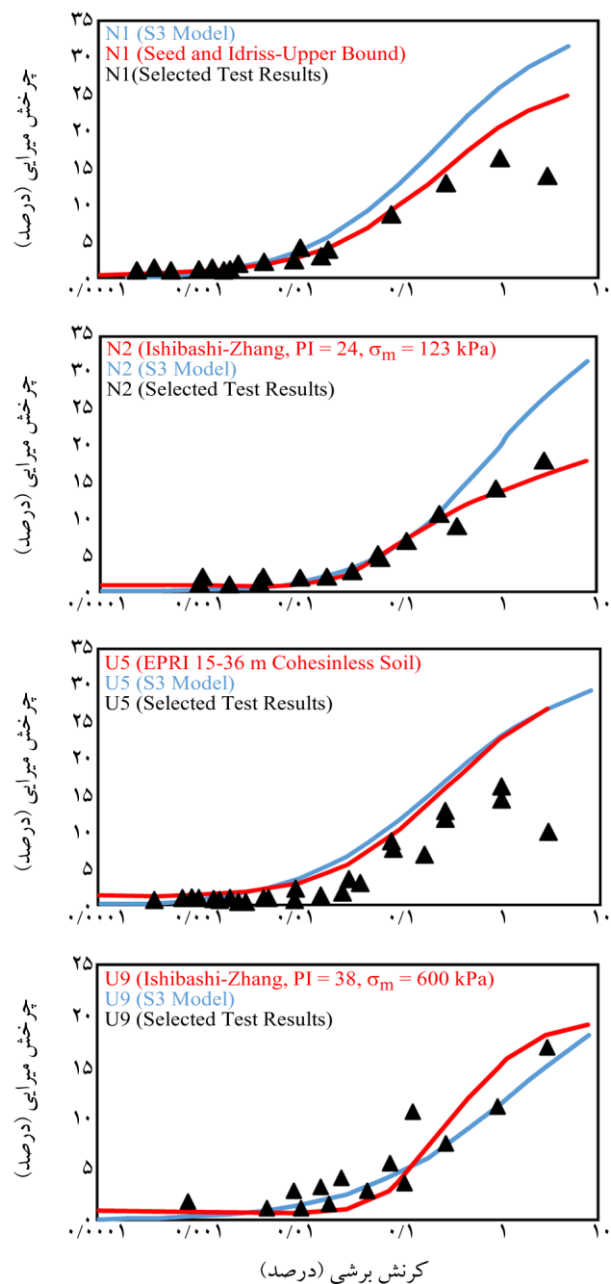 ۳۵
۳۰
۲۵
۲۰
۱۵
۱۰
۵
۰
چرخش میرایی (درصد)
N1 (S3 Model)
N1 (Seed and Idriss-Upper Bound)
N1(Selected Test Results)
۰/۰۰۰۱ ۰/۰۰۱ ۰/۰۱ ۰/۱ ۱ ۱۰
۳۵
۳۰
۲۵
۲۰
۱۵
۱۰
۵
۰
چرخش میرایی (درصد)
N2 (Ishibashi-Zhang, PI = 24, σm = 123 kPa)
N2 (S3 Model)
N2 (Selected Test Results)
۰/۰۰۰۱ ۰/۰۰۱ ۰/۰۱ ۰/۱ ۱ ۱۰
۳۵
۳۰
۲۵
۲۰
۱۵
۱۰
۵
۰
چرخش میرایی (درصد)
U5 (EPRI 15-36 m Cohesinless Soil)
U5 (S3 Model)
U5 (Selected Test Results)
۰/۰۰۰۱ ۰/۰۰۱ ۰/۰۱ ۰/۱ ۱ ۱۰
۲۵
۲۰
۱۵
۱۰
۵
۰
چرخش میرایی (درصد)
U9 (Ishibashi-Zhang, PI = 38, σm = 600 kPa)
U9 (S3 Model)
U9 (Selected Test Results)
۰/۰۰۰۱ ۰/۰۰۱ ۰/۰۱ ۰/۱ ۱ ۱۰
کرنش برشی (درصد)